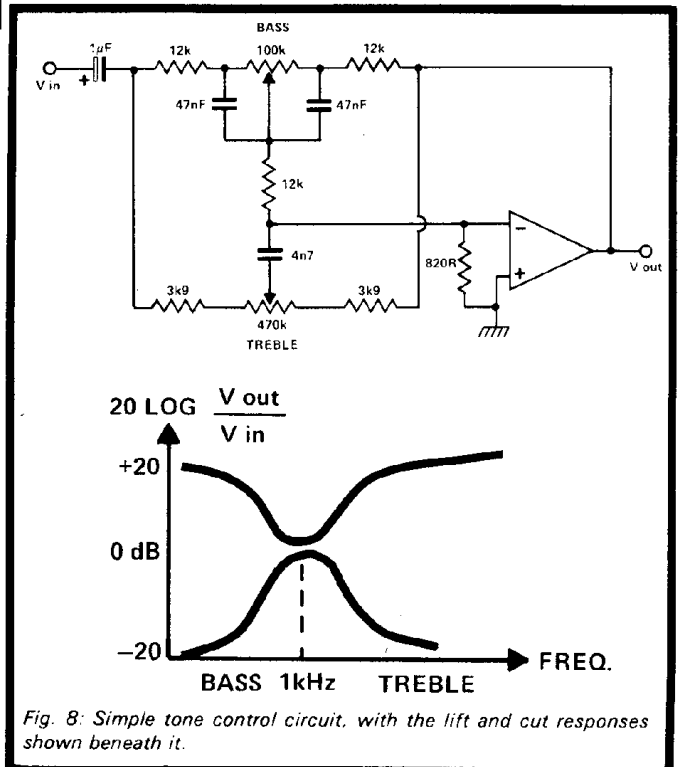 BASS
1µF
12k
100k
12k
V in
+
47nF
47nF
12k
4n7
820R
−
+
V out
3k9
470k
3k9
TREBLE
20 LOG V out
V in
+20
0 dB
−20
FREQ.
BASS 1kHz TREBLE
Fig. 8: Simple tone control circuit, with the lift and cut responses
shown beneath it.